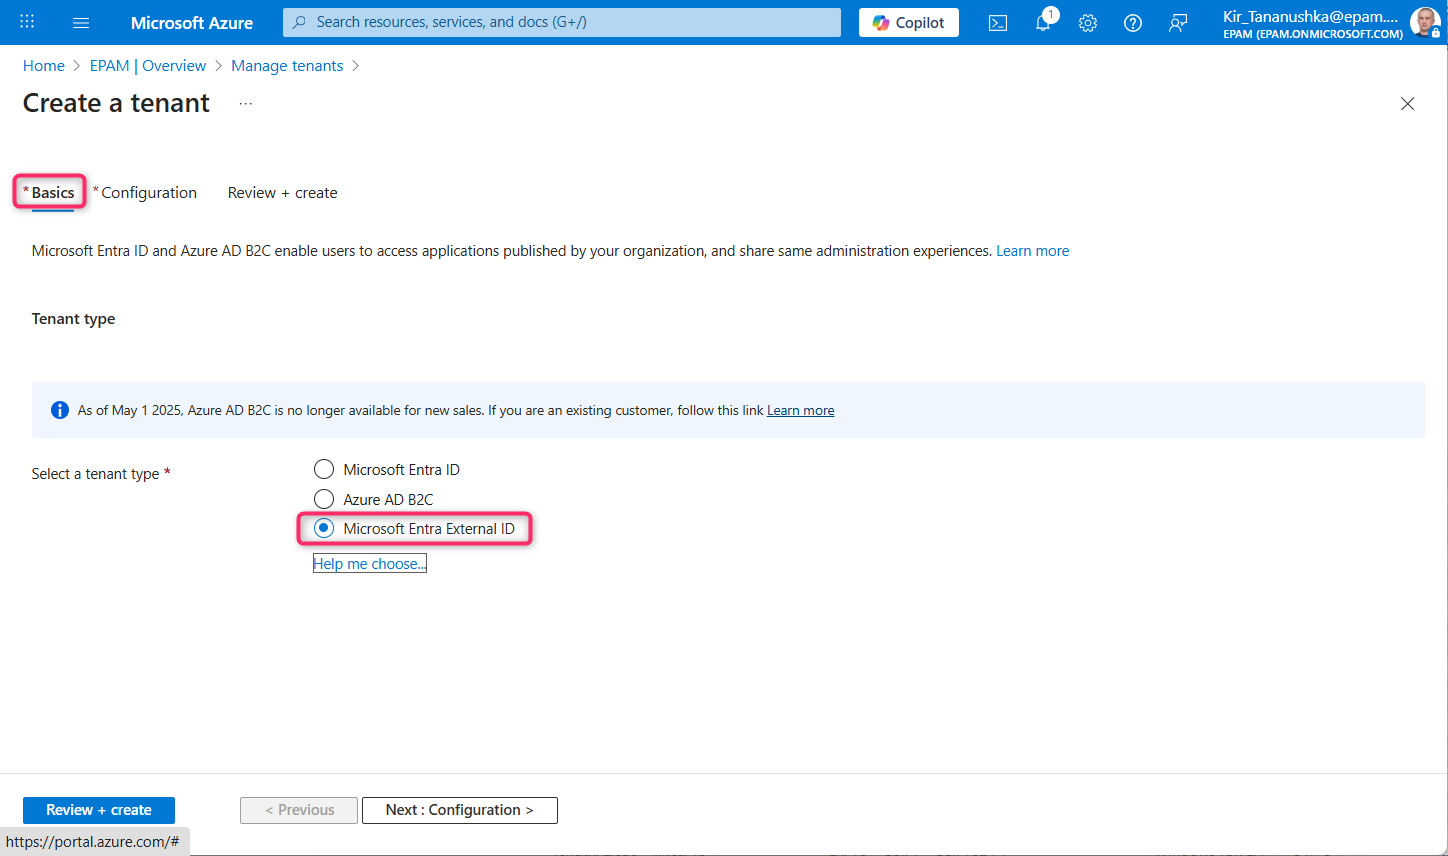 Microsoft Azure
Search resources, services, and docs (G+/)
Copilot
1
Kir_Tananushka@epam....
EPAM (EPAM.ONMICROSOFT.COM)
Home > EPAM | Overview > Manage tenants >
Create a tenant ...
* Basics * Configuration Review + create
Microsoft Entra ID and Azure AD B2C enable users to access applications published by your organization, and share same administration experiences. Learn more
Tenant type
As of May 1 2025, Azure AD B2C is no longer available for new sales. If you are an existing customer, follow this link Learn more
Select a tenant type *
Microsoft Entra ID
Azure AD B2C
Microsoft Entra External ID
Help me choose...
Review + create < Previous Next : Configuration >
https://portal.azure.com/#